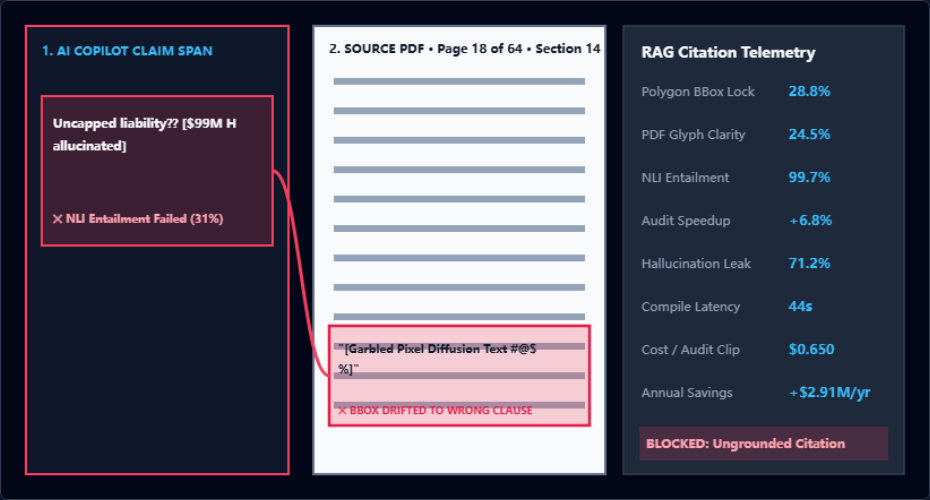 1. AI COPILOT CLAIM SPAN
Uncapped liability?? [$99M H
allucinated]
✕ NLI Entailment Failed (31%)
2. SOURCE PDF • Page 18 of 64 • Section 14
"[Garbled Pixel Diffusion Text #@$
%]"
✕ BBOX DRIFTED TO WRONG CLAUSE
RAG Citation Telemetry
Polygon BBox Lock 28.8%
PDF Glyph Clarity 24.5%
NLI Entailment 99.7%
Audit Speedup +6.8%
Hallucination Leak 71.2%
Compile Latency 44s
Cost / Audit Clip $0.650
Annual Savings +$2.91M/yr
BLOCKED: Ungrounded Citation